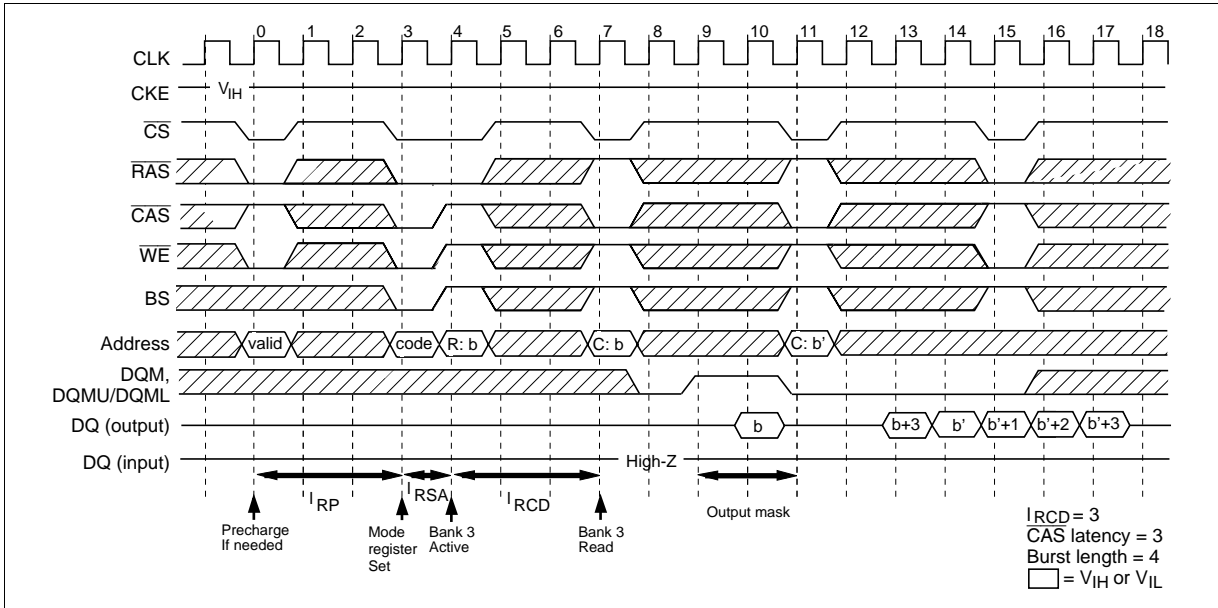 0 1 2 3 4 5 6 7 8 9 10 11 12 13 14 15 16 17 18
CLK
CKE VIH
CS
RAS
CAS
WE
BS
Address valid code R: b C: b C: b'
DQM,
DQMU/DQML
DQ (output) b b+3 b' b'+1 b'+2 b'+3
DQ (input) High-Z
lRP lRSA lRCD Output mask
Precharge
If needed
Mode
register
Set
Bank 3
Active
Bank 3
Read
lRCD = 3
CAS latency = 3
Burst length = 4
= VIH or VIL